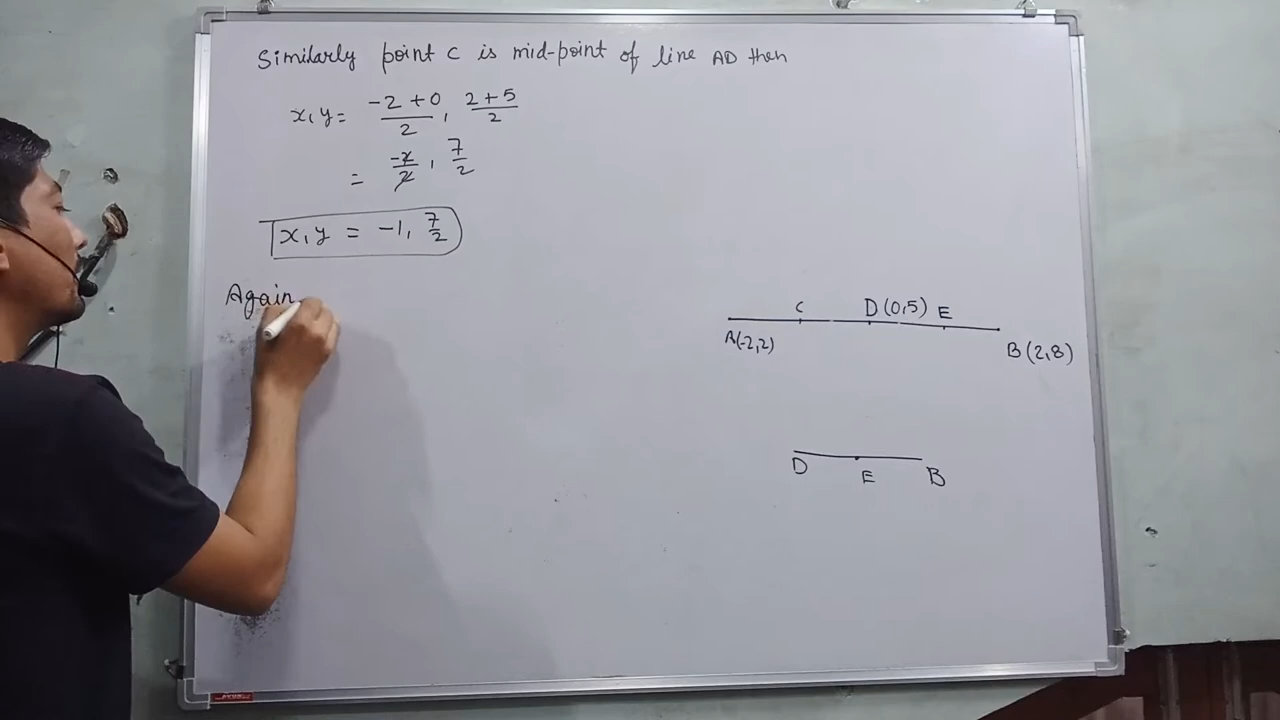 Similarly point C is mid-point of line AD then
x,y = -2+0/2, 2+5/2
= -2/2, 7/2
x,y = -1, 7/2
Again
C D(0,5) E
A(-2,2) B(2,8)
D E B